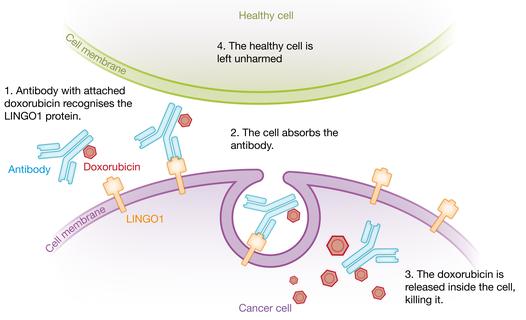 Healthy cell
Cell membrane
4. The healthy cell is
left unharmed
1. Antibody with attached
doxorubicin recognises the
LINGO1 protein.
2. The cell absorbs the
antibody.
Antibody
Doxorubicin
LINGO1
Cell membrane
3. The doxorubicin is
released inside the cell,
killing it.
Cancer cell